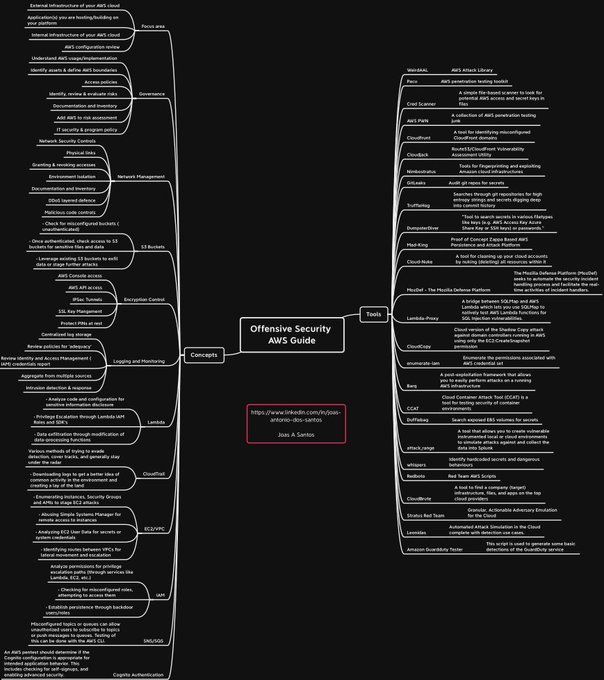 External Infrastructure of your AWS cloud
Application(s) you are hosting/building on
your platform
Internal Infrastructure of your AWS cloud
AWS configuration review
Focus area
Understand AWS usage/implementation
Identify assets & define AWS boundaries
Access policies
Identify, review & evaluate risks
Documentation and Inventory
Add AWS to risk assessment
IT security & program policy
Governance
Network Security Controls
Physical links
Granting & revoking accesses
Environment Isolation
Documentation and Inventory
DDoS layered defence
Malicious code controls
Network Management
- Check for misconfigured buckets (
unauthenticated)
- Once authenticated, check access to S3
buckets for sensitive files and data
- Leverage existing S3 buckets to exfil
data or stage further attacks
S3 Buckets
AWS Console access
AWS API access
IPSec Tunnels
SSL Key Mangement
Protect PINs at rest
Encryption Control
Centralized log storage
Review policies for 'adequacy'
Review Identity and Access Management (
IAM) credentials report
Aggregate from multiple sources
Intrusion detection & response
Logging and Monitoring
- Analyze code and configuration for
sensitive information disclosure
- Privilege Escalation through Lambda IAM
Roles and SDK's
- Data exfiltration through modification of
data-processing functions
Lambda
Various methods of trying to evade
detection, cover tracks, and generally stay
under the radar
- Downloading logs to get a better idea of
common activity in the environment and
creating a lay of the land
CloudTrail
- Enumerating instances, Security Groups
and AMIs to stage EC2 attacks
- Abusing Simple Systems Manager for
remote access to instances
- Analyzing EC2 User Data for secrets or
system credentials
- Identifying routes between VPCs for
lateral movement and escalation
EC2/VPC
Analyze permissions for privilege
escalation paths (through services like
Lambda, EC2, etc.)
- Checking for misconfigured roles,
attempting to access them
- Establish persistence through backdoor
users/roles
IAM
Misconfigured topics or queues can allow
unauthorized users to subscribe to topics
or push messages to queues. Testing of
this can be done with the AWS CLI.
SNS/SQS
An AWS pentest should determine if the
Cognito configuration is appropriate for
intended application behavior. This
includes checking for self-signups, and
enabling advanced security.
Cognito Authentication
Concepts
Offensive Security
AWS Guide
https://www.linkedin.com/in/joas-
antonio-dos-santos
Joas A Santos
Tools
WeirdAAL AWS Attack Library
Pacu AWS penetration testing toolkit
Cred Scanner
A simple file-based scanner to look for
potential AWS access and secret keys in
files
AWS PWN
A collection of AWS penetration testing
junk
Cloudfrunt
A tool for identifying misconfigured
CloudFront domains
Cloudjack
Route53/CloudFront Vulnerability
Assessment Utility
Nimbostratus
Tools for fingerprinting and exploiting
Amazon cloud infrastructures
GitLeaks Audit git repos for secrets
TruffleHog
Searches through git repositories for high
entropy strings and secrets digging deep
into commit history
DumpsterDiver
"Tool to search secrets in various filetypes
like keys (e.g. AWS Access Key Azure
Share Key or SSH keys) or passwords."
Mad-King
Proof of Concept Zappa Based AWS
Persistence and Attack Platform
Cloud-Nuke
A tool for cleaning up your cloud accounts
by nuking (deleting) all resources within it
MozDef - The Mozilla Defense Platform
The Mozilla Defense Platform (MozDef)
seeks to automate the security incident
handling process and facilitate the real-
time activities of incident handlers.
Lambda-Proxy
A bridge between SQLMap and AWS
Lambda which lets you use SQLMap to
natively test AWS Lambda functions for
SQL Injection vulnerabilities.
CloudCopy
Cloud version of the Shadow Copy attack
against domain controllers running in AWS
using only the EC2:CreateSnapshot
permission
enumerate-iam
Enumerate the permissions associated with
AWS credential set
Barq
A post-exploitation framework that allows
you to easily perform attacks on a running
AWS infrastructure
CCAT
Cloud Container Attack Tool (CCAT) is a
tool for testing security of container
environments
Dufflebag Search exposed EBS volumes for secrets
attack_range
A tool that allows you to create vulnerable
instrumented local or cloud environments
to simulate attacks against and collect the
data into Splunk
whispers
Identify hardcoded secrets and dangerous
behaviours
Redboto Red Team AWS Scripts
CloudBrute
A tool to find a company (target)
infrastructure, files, and apps on the top
cloud providers
Stratus Red Team
Granular, Actionable Adversary Emulation
for the Cloud
Leonidas
Automated Attack Simulation in the Cloud
complete with detection use cases.
Amazon Guardduty Tester
This script is used to generate some basic
detections of the GuardDuty service